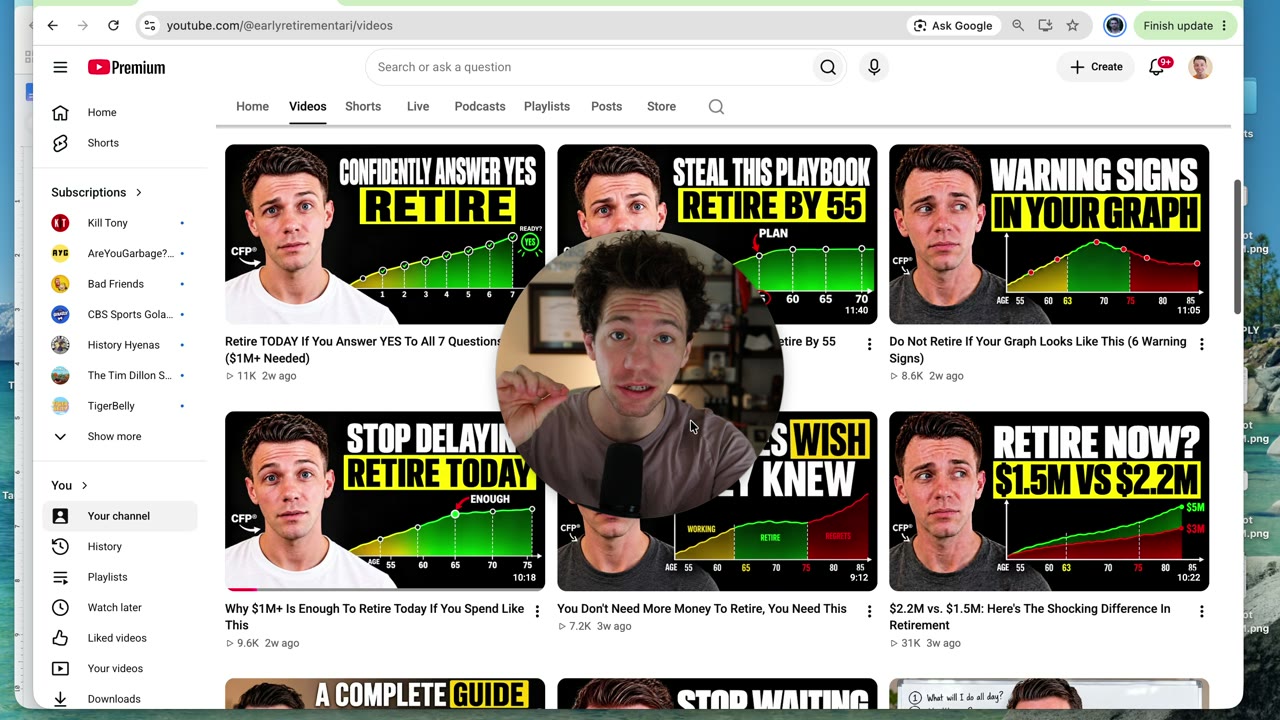 youtube.com/@earlyretirementari/videos
Ask Google
Finish update
Premium
Search or ask a question
Create
9+
Home
Videos
Shorts
Live
Podcasts
Playlists
Posts
Store
Home
Shorts
Subscriptions
Kill Tony
AreYouGarbage?...
Bad Friends
CBS Sports Gola...
History Hyenas
The Tim Dillon S...
TigerBelly
Show more
You
Your channel
History
Playlists
Watch later
Liked videos
Your videos
Downloads
CONFIDENTLY ANSWER YES
RETIRE
READY?
YES
CFP®
1 2 3 4 5 6 7
Retire TODAY If You Answer YES To All 7 Questions
($1M+ Needed)
11K 2w ago
STEAL THIS PLAYBOOK
RETIRE BY 55
PLAN
60 65 70
11:40
etire By 55
WARNING SIGNS
IN YOUR GRAPH
CFP®
AGE 55 60 63 70 75 80 85
11:05
Do Not Retire If Your Graph Looks Like This (6 Warning
Signs)
8.6K 2w ago
STOP DELAYIN
RETIRE TODAY
ENOUGH
CFP®
AGE 55 60 65 70 75
10:18
Why $1M+ Is Enough To Retire Today If You Spend Like
This
9.6K 2w ago
ES WISH
EY KNEW
WORKING
RETIRE
REGRETS
CFP®
AGE 55 60 65 70 75 80 85
9:12
You Don't Need More Money To Retire, You Need This
7.2K 3w ago
RETIRE NOW?
$1.5M VS $2.2M
$5M
$3M
CFP®
AGE 55 60 63 70 75 80 85
10:22
$2.2M vs. $1.5M: Here's The Shocking Difference In
Retirement
31K 3w ago
A COMPLETE GUIDE
STOP WAITING
1 What will I do all day?